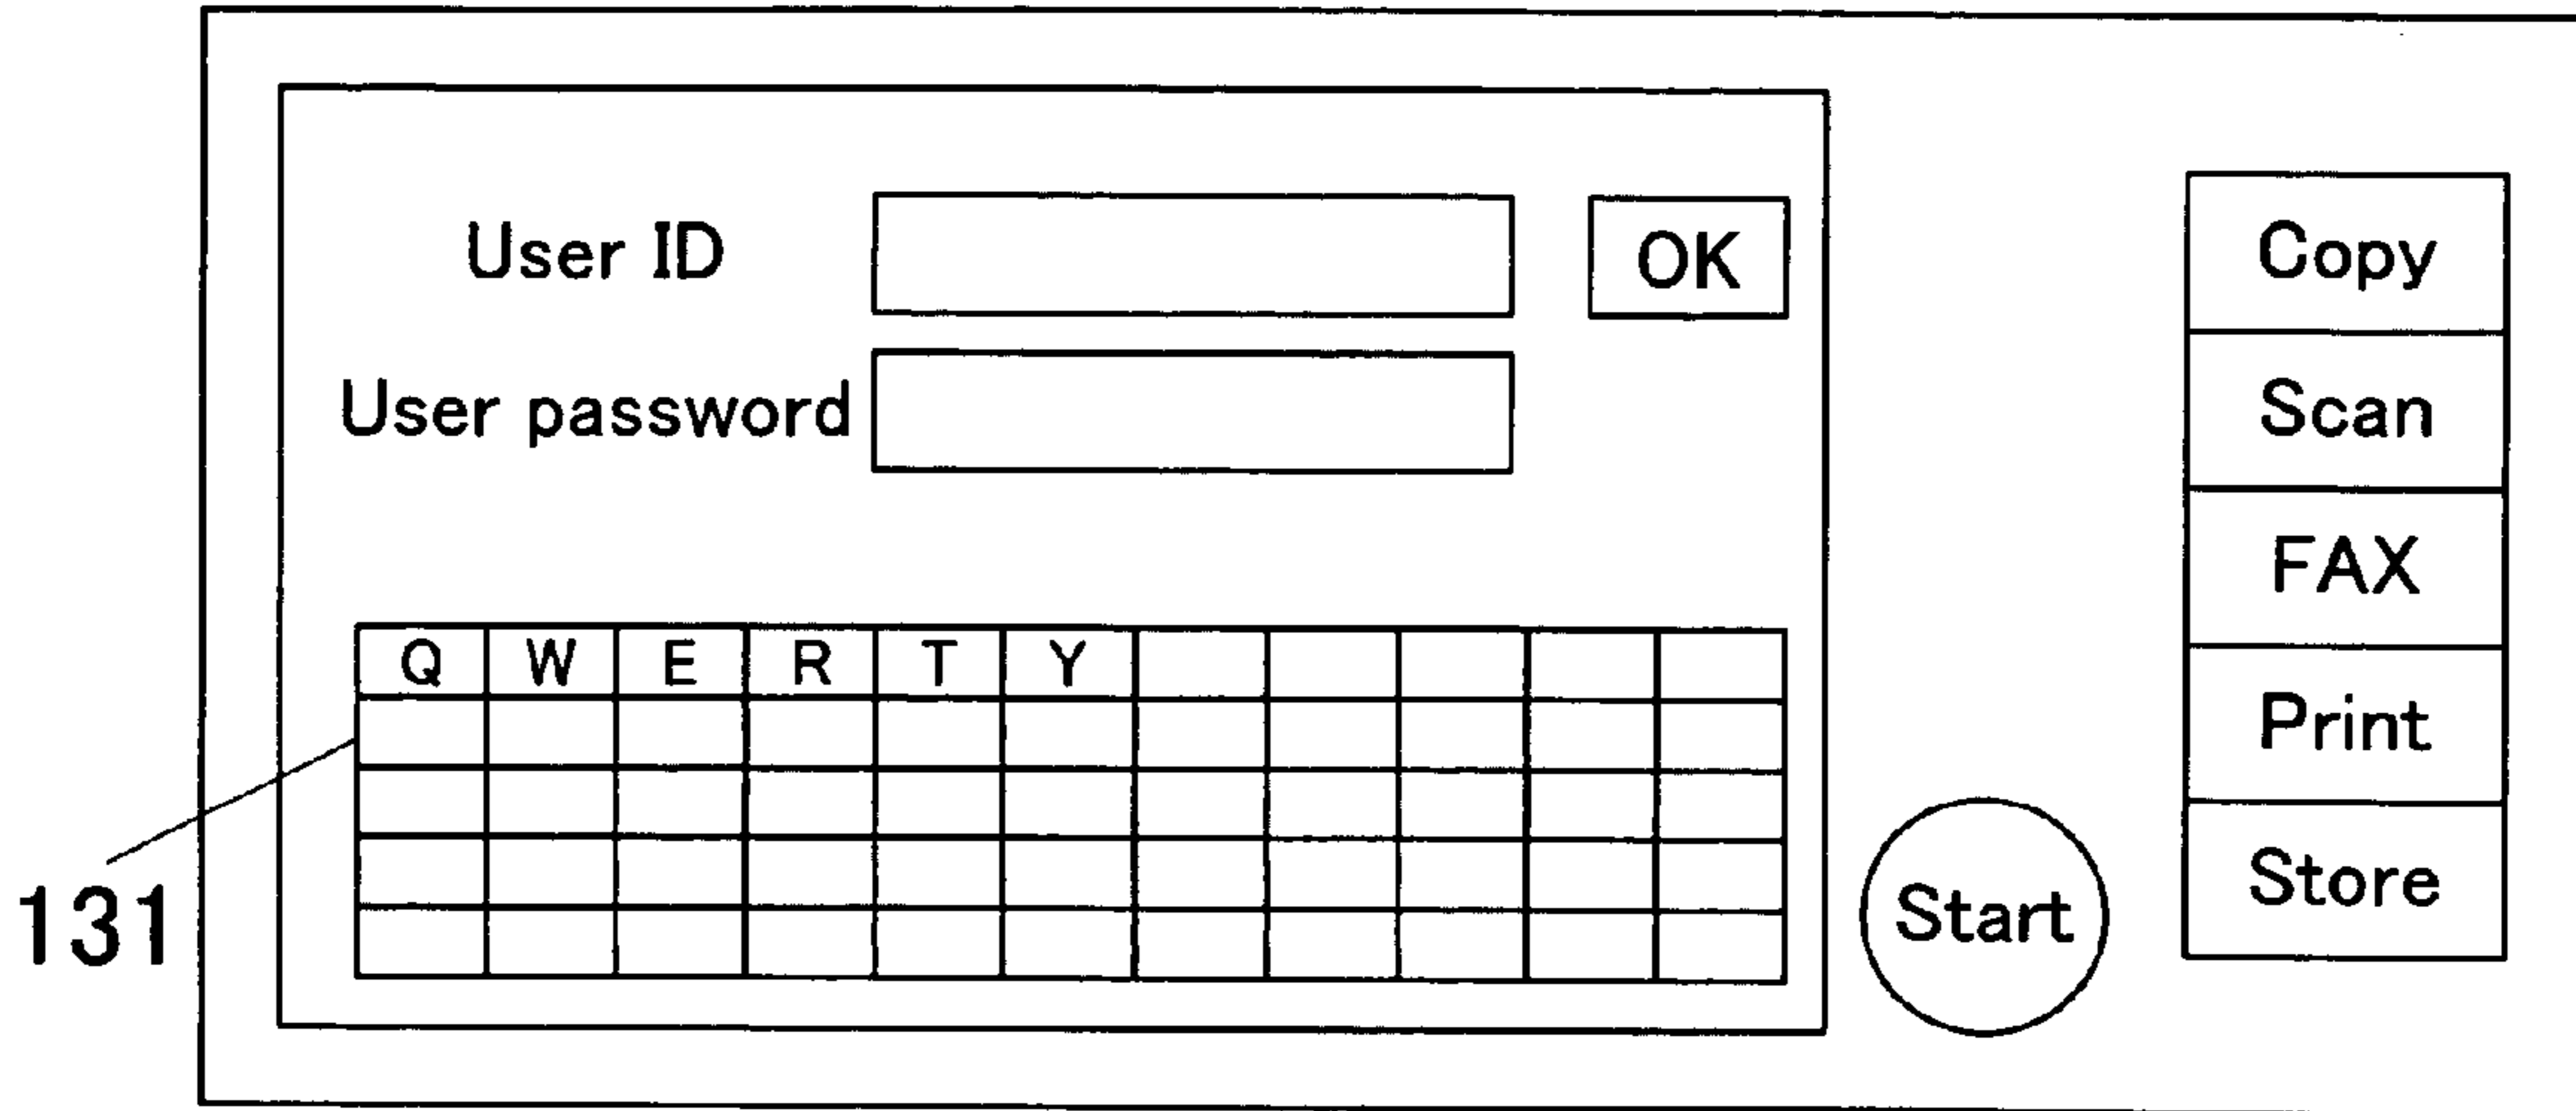 User ID
OK
User password
Q W E R T Y
131
Start
Copy
Scan
FAX
Print
Store